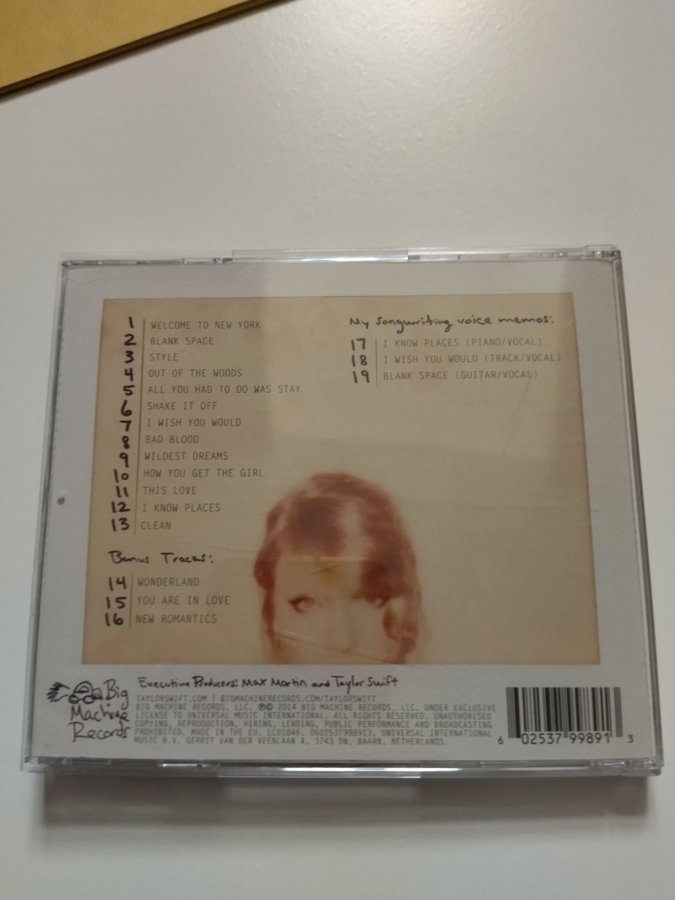 1 WELCOME TO NEW YORK
2 BLANK SPACE
3 STYLE
4 OUT OF THE WOODS
5 ALL YOU HAD TO DO WAS STAY
6 SHAKE IT OFF
7 I WISH YOU WOULD
8 BAD BLOOD
9 WILDEST DREAMS
10 HOW YOU GET THE GIRL
11 THIS LOVE
12 I KNOW PLACES
13 CLEAN
Bonus Tracks:
14 WONDERLAND
15 YOU ARE IN LOVE
16 NEW ROMANTICS
My songwriting voice memos:
17 I KNOW PLACES (PIANO/VOCAL)
18 I WISH YOU WOULD (TRACK/VOCAL)
19 BLANK SPACE (GUITAR/VOCAL)
Big
Machine
Records
Executive Producers: Max Martin and Taylor Swift
TAYLORSWIFT.COM | BIGMACHINERECORDS.COM/TAYLORSWIFT
BIG MACHINE RECORDS, LLC. ℗© 2014 BIG MACHINE RECORDS, LLC. UNDER EXCLUSIVE
LICENSE TO UNIVERSAL MUSIC INTERNATIONAL. ALL RIGHTS RESERVED. UNAUTHORISED
COPYING, REPRODUCTION, HIRING, LENDING, PUBLIC PERFORMANCE AND BROADCASTING
PROHIBITED. MADE IN THE EU. LC01846. 0602537998913. UNIVERSAL INTERNATIONAL
MUSIC B.V. GERRIT VAN DER VEENLAAN 4, 3743 DN, BAARN, NETHERLANDS.
6 02537 99891 3